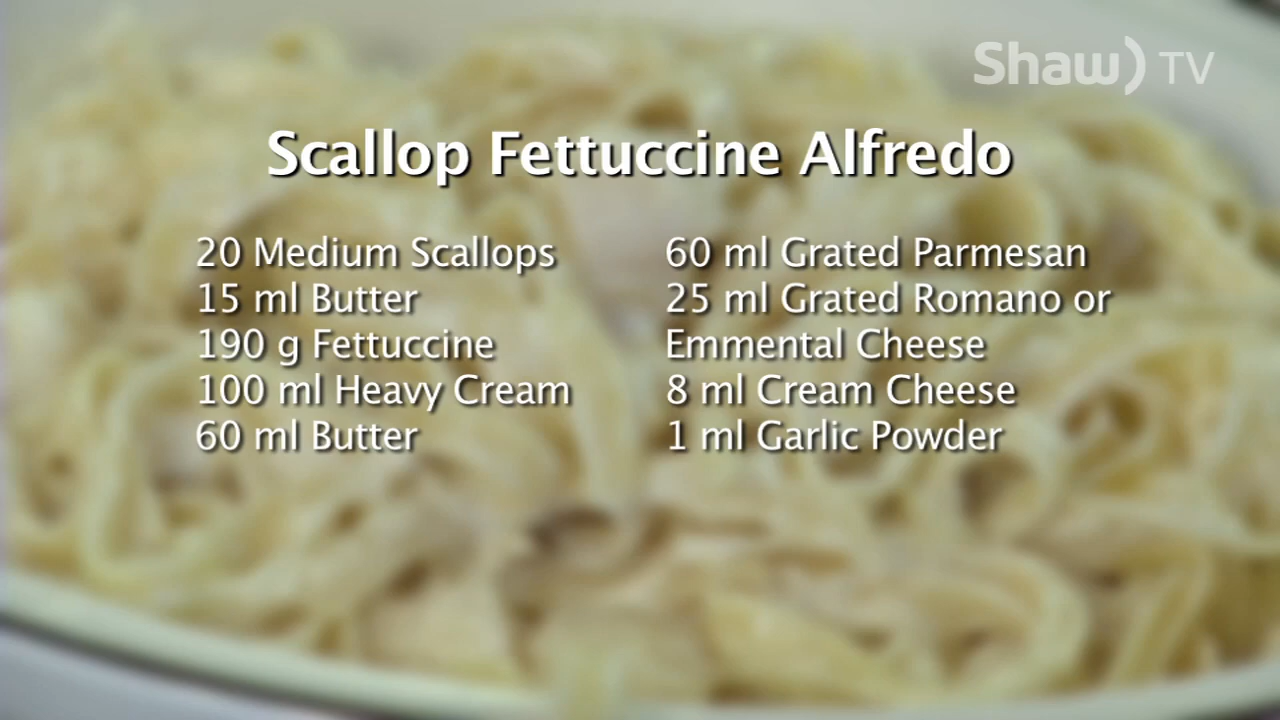 Shaw) TV
Scallop Fettuccine Alfredo
20 Medium Scallops
15 ml Butter
190 g Fettuccine
100 ml Heavy Cream
60 ml Butter
60 ml Grated Parmesan
25 ml Grated Romano or
Emmental Cheese
8 ml Cream Cheese
1 ml Garlic Powder